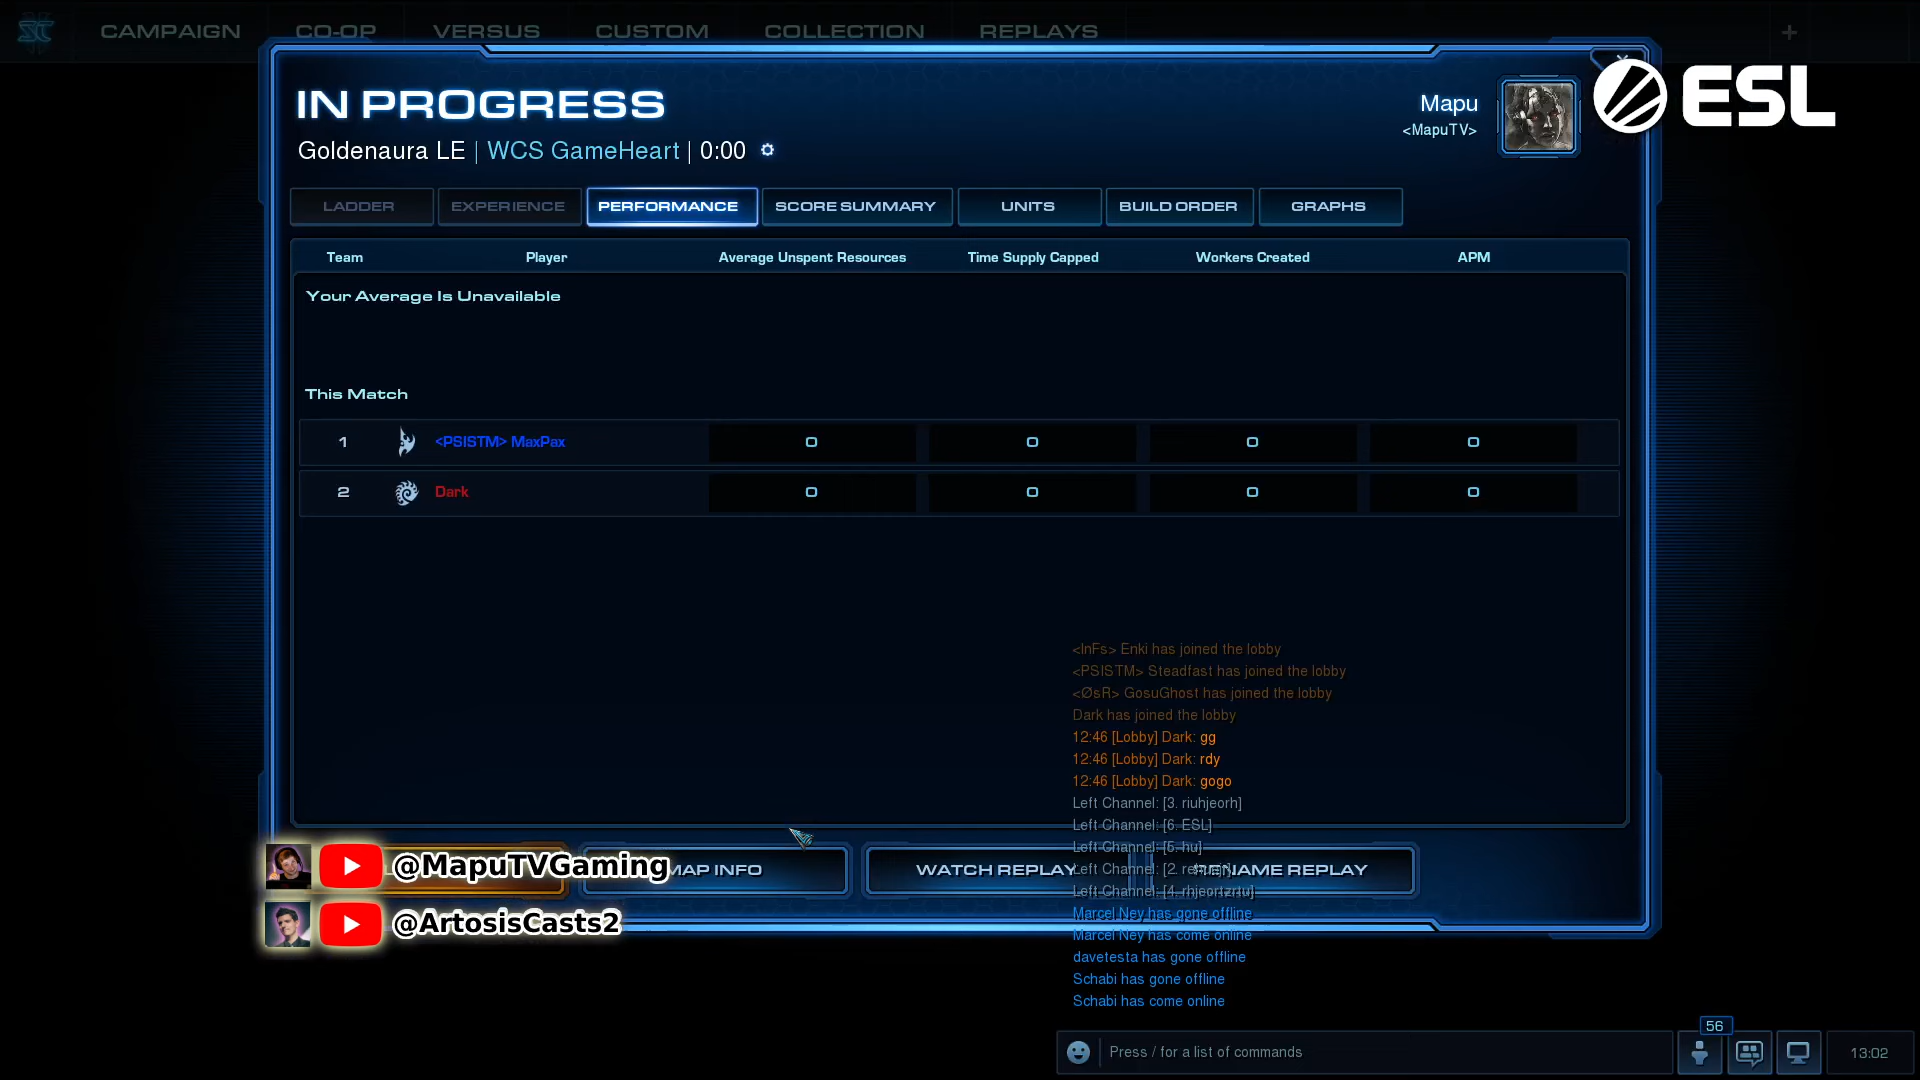 CAMPAIGN CO-OP VERSUS CUSTOM COLLECTION REPLAYS
IN PROGRESS
Goldenaura LE | WCS GameHeart | 0:00
Mapu
<MapuTV>
ESL
LADDER EXPERIENCE PERFORMANCE SCORE SUMMARY UNITS BUILD ORDER GRAPHS
Team Player Average Unspent Resources Time Supply Capped Workers Created APM
Your Average Is Unavailable
This Match
1 <PSISTM> MaxPax 0 0 0 0
2 Dark 0 0 0 0
<InFs> Enki has joined the lobby
<PSISTM> Steadfast has joined the lobby
<ØsR> GosuGhost has joined the lobby
Dark has joined the lobby
12:46 [Lobby] Dark: gg
12:46 [Lobby] Dark: rdy
12:46 [Lobby] Dark: gogo
Left Channel: [3. riuhjeorh]
Left Channel: [6. ESL]
Left Channel: [5. hu]
Left Channel: [2.
Left Channel: [4.
Marcel Ney has gone offline
Marcel Ney has come online
davetesta has gone offline
Schabi has gone offline
Schabi has come online
@MapuTVGaming
MAP INFO
WATCH REPLAY
REPLAY
@ArtosisCasts2
Press / for a list of commands
56
13:02